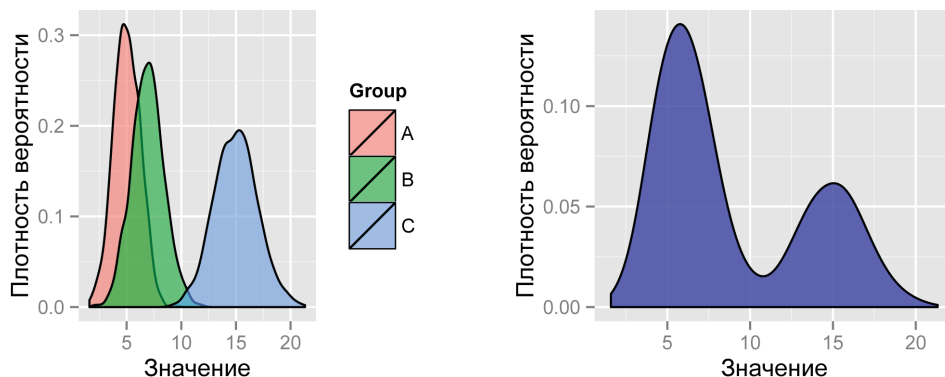 Плотность вероятности
0.3
0.2
0.1
0.0
5 10 15 20
Значение
Group
A
B
C
Плотность вероятности
0.10
0.05
0.00
5 10 15 20
Значение